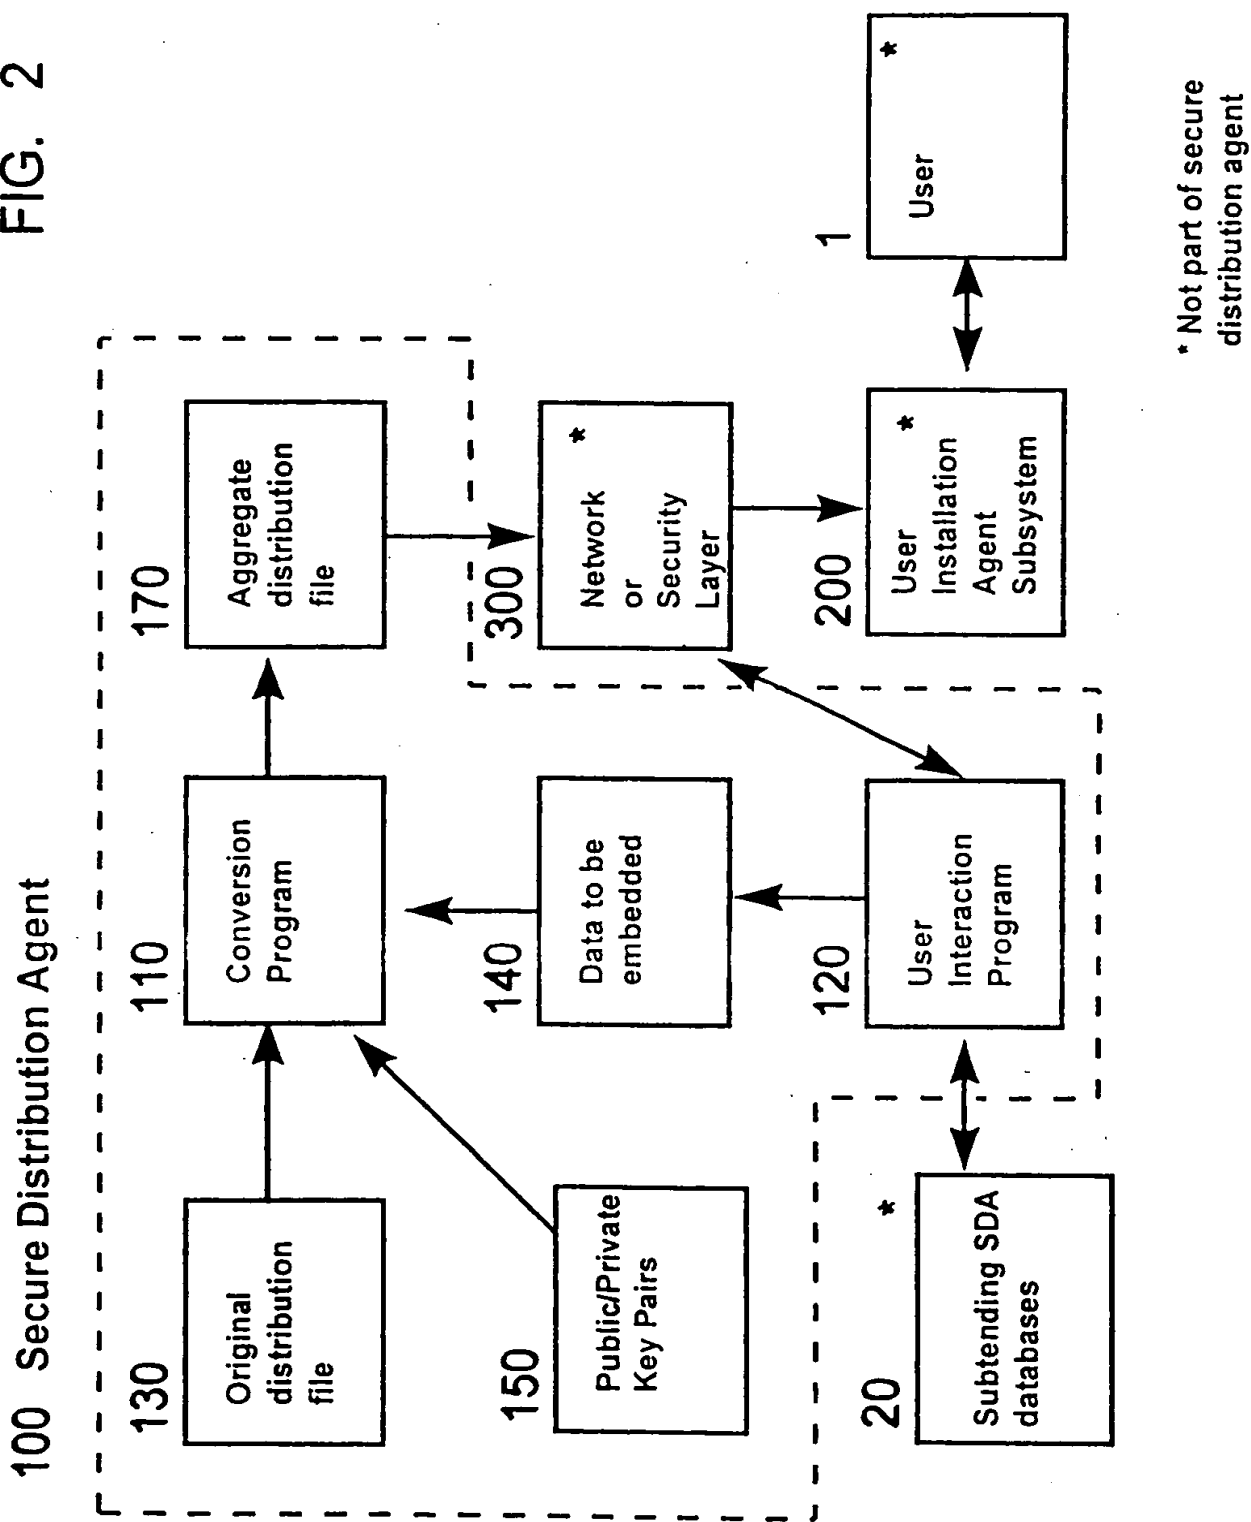 FIG. 2
100 Secure Distribution Agent
130
Original
distribution
file
110
Conversion
Program
170
Aggregate
distribution
file
150
Public/Private
Key Pairs
140
Data to be
embedded
300
*
Network
or
Security
Layer
20
*
Subtending SDA
databases
120
User
Interaction
Program
200
User
*
Installation
Agent
Subsystem
1
*
User
* Not part of secure
distribution agent